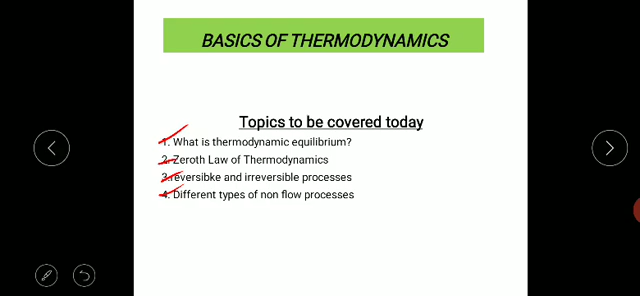 BASICS OF THERMODYNAMICS
Topics to be covered today
1. What is thermodynamic equilibrium?
2. Zeroth Law of Thermodynamics
3.reversibke and irreversible processes
4. Different types of non flow processes